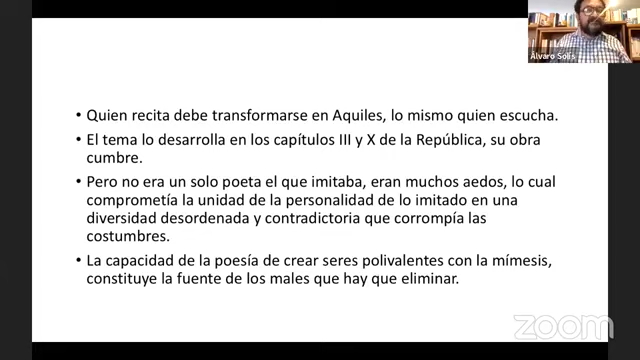 Álvaro Solís
• Quien recita debe transformarse en Aquiles, lo mismo quien escucha.
• El tema lo desarrolla en los capítulos III y X de la República, su obra
cumbre.
• Pero no era un solo poeta el que imitaba, eran muchos aedos, lo cual
comprometía la unidad de la personalidad de lo imitado en una
diversidad desordenada y contradictoria que corrompía las
costumbres.
• La capacidad de la poesía de crear seres polivalentes con la mímesis,
constituye la fuente de los males que hay que eliminar.
zoom